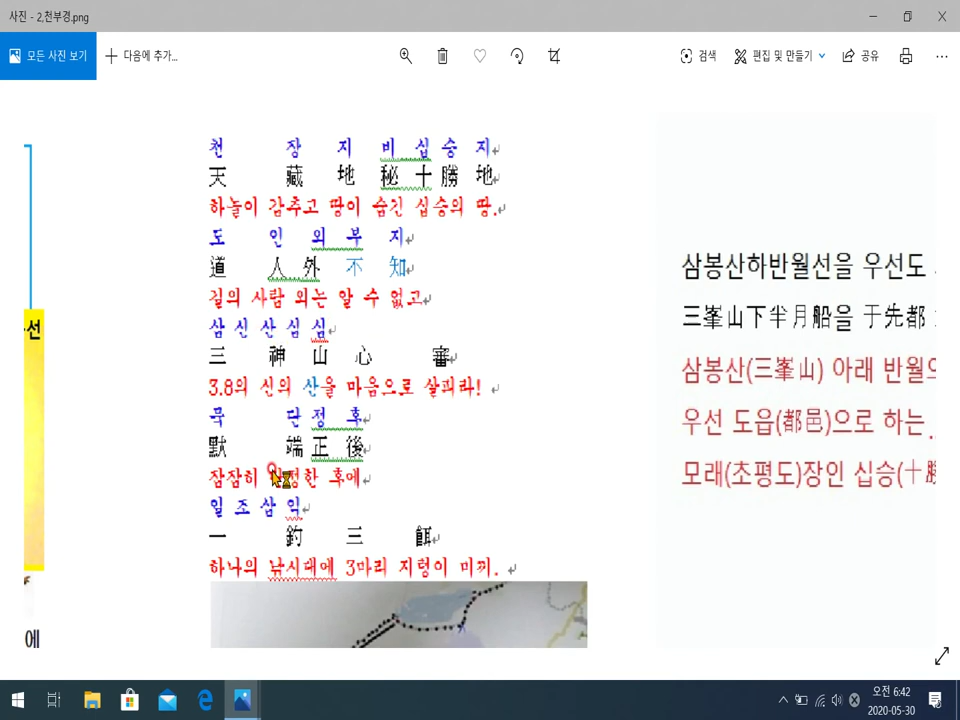 사진 - 2.천부경.png
모든 사진 보기
다음에 추가...
검색
편집 및 만들기
공유
선
에
천 장 지 비 십 승 지
天 藏 地 秘 十 勝 地
하늘이 감추고 땅이 숨긴 십승의 땅.
도 인 외 부 지
道 人 外 不 知
길의 사람 외는 알 수 없고
삼 신 산 심 심
三 神 山 心 審
3.8의 신의 산을 마음으로 살피라!
묵 단 정 후
默 端 正 後
잠잠히 정한 후에
일 조 삼 익
一 釣 三 餌
하나의 낚시대에 3마리 지렁이 미끼.
삼봉산하반월선을 우선도
三峯山下半月船을 于先都
삼봉산(三峯山) 아래 반월으
우선 도읍(都邑)으로 하는
모래(초평도)장인 십승(十勝
오전 6:42
2020-05-30